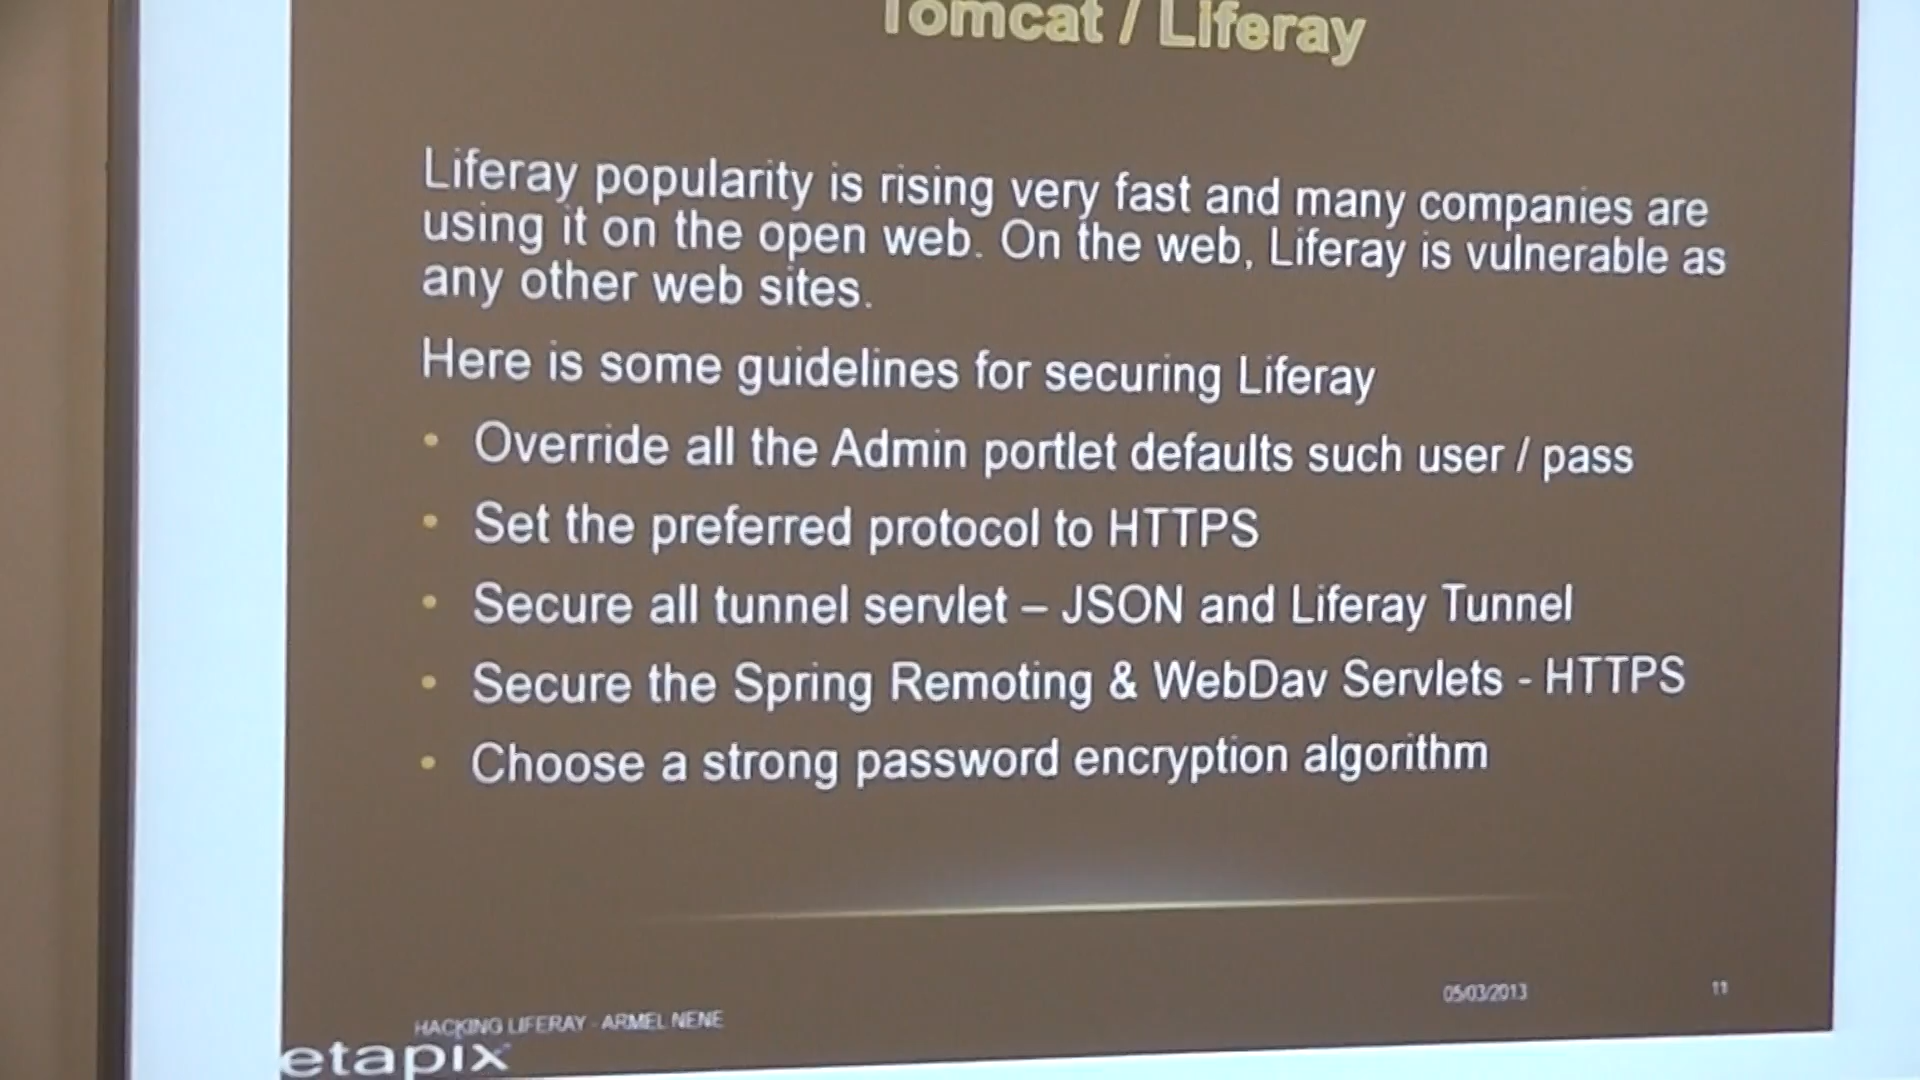 Tomcat / Liferay
Liferay popularity is rising very fast and many companies are
using it on the open web. On the web, Liferay is vulnerable as
any other web sites.
Here is some guidelines for securing Liferay
• Override all the Admin portlet defaults such user / pass
• Set the preferred protocol to HTTPS
• Secure all tunnel servlet – JSON and Liferay Tunnel
• Secure the Spring Remoting & WebDav Servlets - HTTPS
• Choose a strong password encryption algorithm
05/03/2013
11
HACKING LIFERAY - ARMEL NENE
etapix